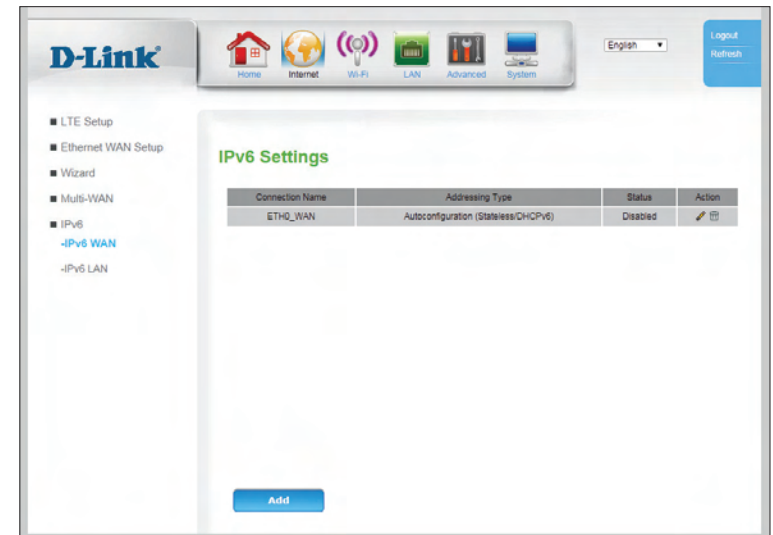 D-Link
Home Internet Wi-Fi LAN Advanced System
English
Logout
Refresh
LTE Setup
Ethernet WAN Setup
Wizard
Multi-WAN
IPv6
-IPv6 WAN
-IPv6 LAN
IPv6 Settings
Connection Name Addressing Type Status Action
ETH0_WAN Autoconfiguration (Stateless/DHCPv6) Disabled
Add